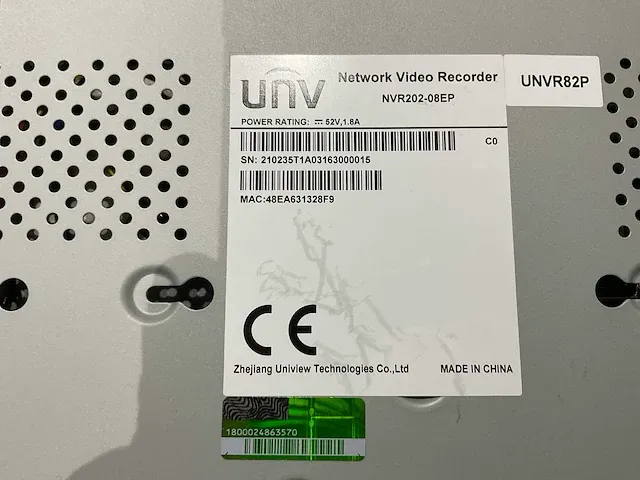 unv
Network Video Recorder
NVR202-08EP
UNVR82P
POWER RATING: ⎓ 52V,1.8A
C0
SN: 210235T1A03163000015
MAC:48EA631328F9
CE
Zhejiang Uniview Technologies Co.,Ltd
MADE IN CHINA
1800024863570